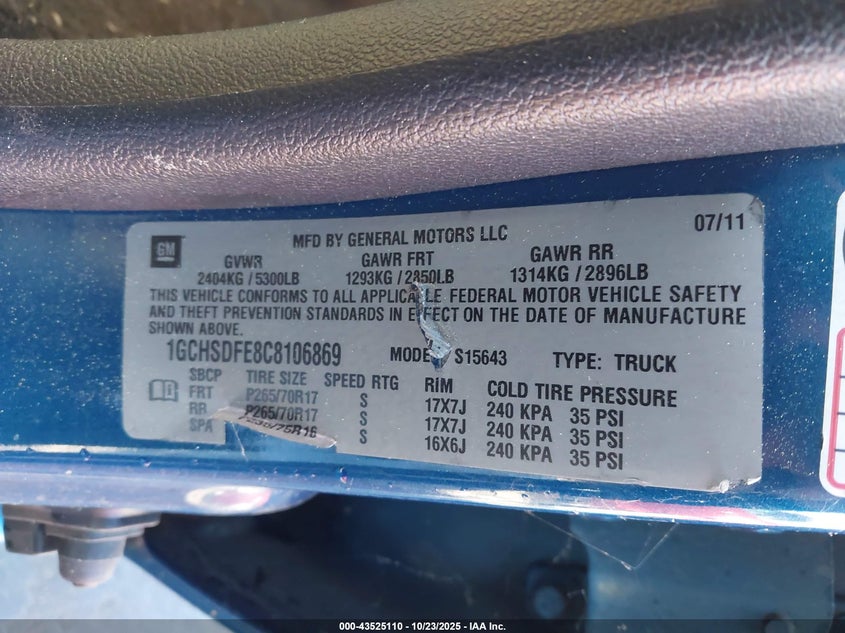 MFD BY GENERAL MOTORS LLC 07/11
GM
GVWR GAWR FRT GAWR RR
2404KG / 5300LB 1293KG / 2850LB 1314KG / 2896LB
THIS VEHICLE CONFORMS TO ALL APPLICABLE FEDERAL MOTOR VEHICLE SAFETY
AND THEFT PREVENTION STANDARDS IN EFFECT ON THE DATE OF MANUFACTURE
SHOWN ABOVE.
1GCHSDFE8C8106869 MODE S15643 TYPE: TRUCK
SBCP TIRE SIZE SPEED RTG RIM COLD TIRE PRESSURE
FRT P265/70R17 S 17X7J 240 KPA 35 PSI
RR P265/70R17 S 17X7J 240 KPA 35 PSI
SPA P235/75R16 S 16X6J 240 KPA 35 PSI
000-43525110 - 10/23/2025 - IAA Inc.